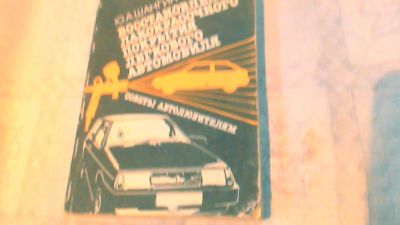 Ю.А.ШАНГИН
ВОССТАНОВЛЕНИЕ
ЛАКОКРАСОЧНОГО
ПОКРЫТИЯ
ЛЕГКОВОГО
АВТОМОБИЛЯ
СОВЕТЫ АВТОЛЮБИТЕЛЯМ